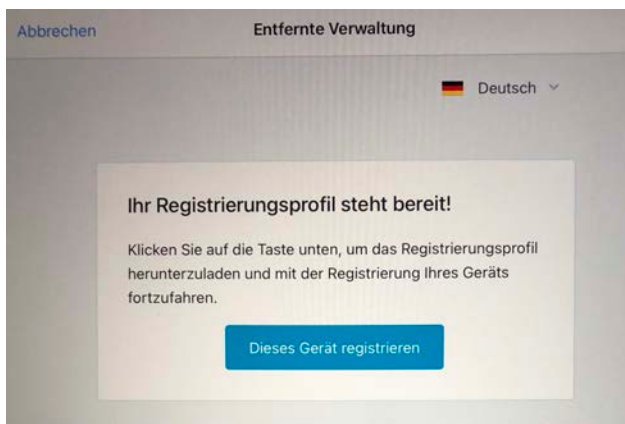 Abbrechen Entfernte Verwaltung
Deutsch
Ihr Registrierungsprofil steht bereit!
Klicken Sie auf die Taste unten, um das Registrierungsprofil
herunterzuladen und mit der Registrierung Ihres Geräts
fortzufahren.
Dieses Gerät registrieren